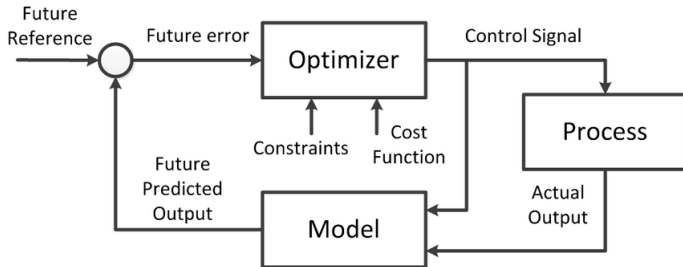 Future
Reference
Future error
Optimizer
Control Signal
Constraints
Cost
Function
Process
Future
Predicted
Output
Model
Actual
Output